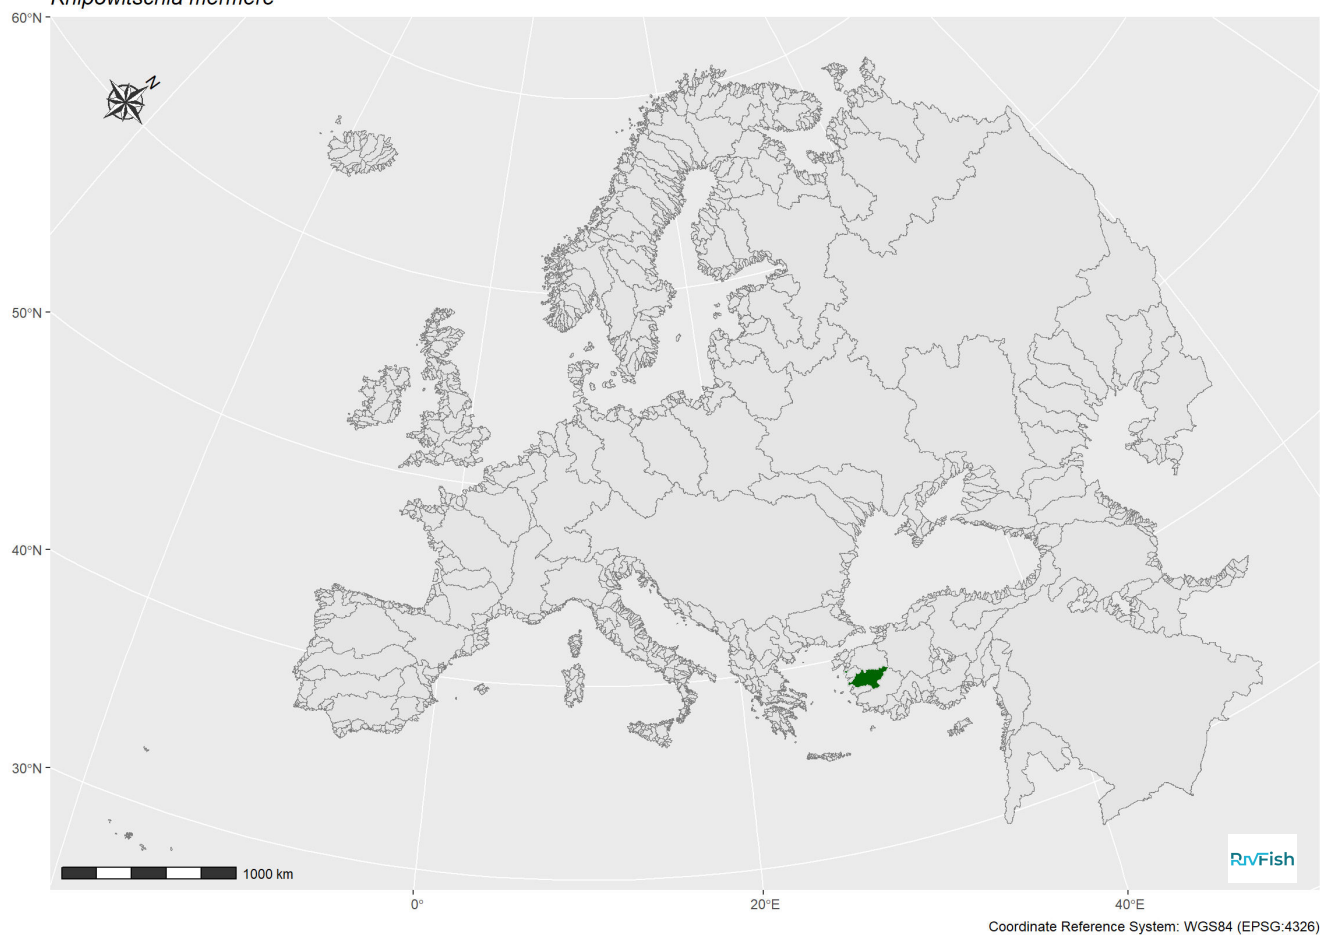 Knipowitschia mermere
60°N
N
50°N
40°N
30°N
1000 km
RivFish
0°
20°E
40°E
Coordinate Reference System: WGS84 (EPSG:4326)